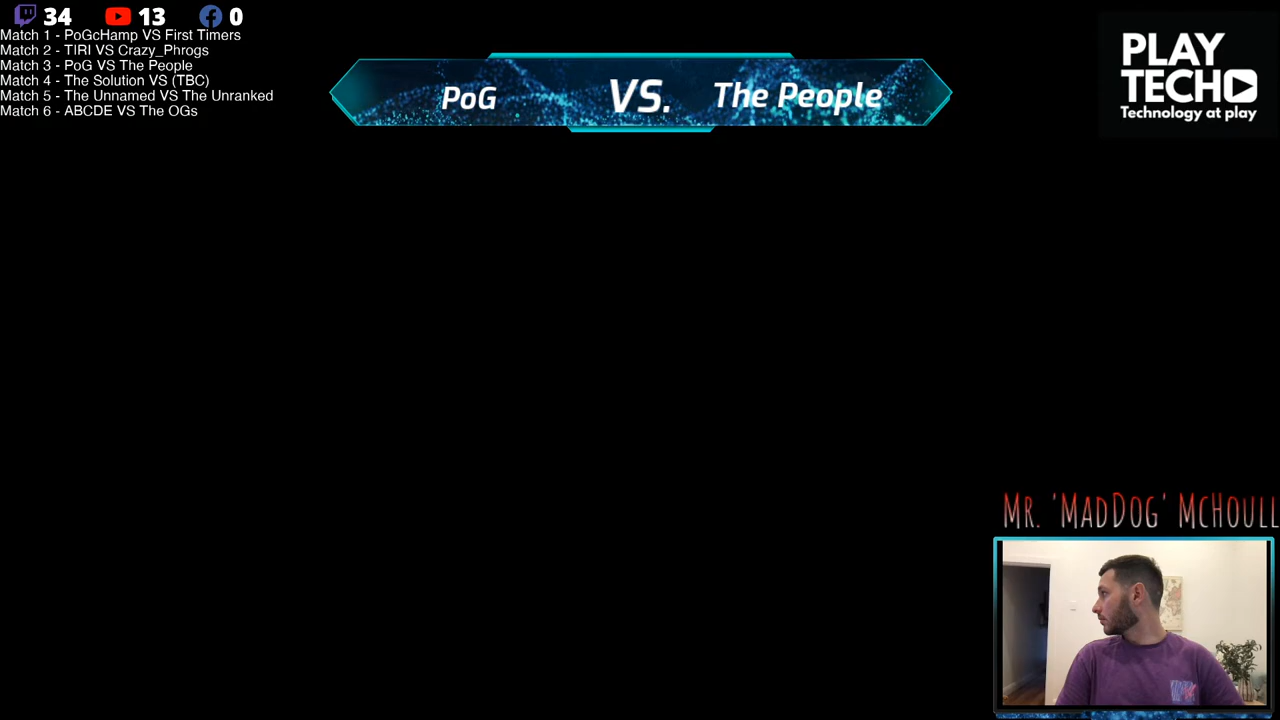 34 13 0
Match 1 - PoGcHamp VS First Timers
Match 2 - TIRI VS Crazy_Phrogs
Match 3 - PoG VS The People
Match 4 - The Solution VS (TBC)
Match 5 - The Unnamed VS The Unranked
Match 6 - ABCDE VS The OGs
PoG VS. The People
PLAY
TECH
Technology at play
Mr. 'MadDog' McHoull